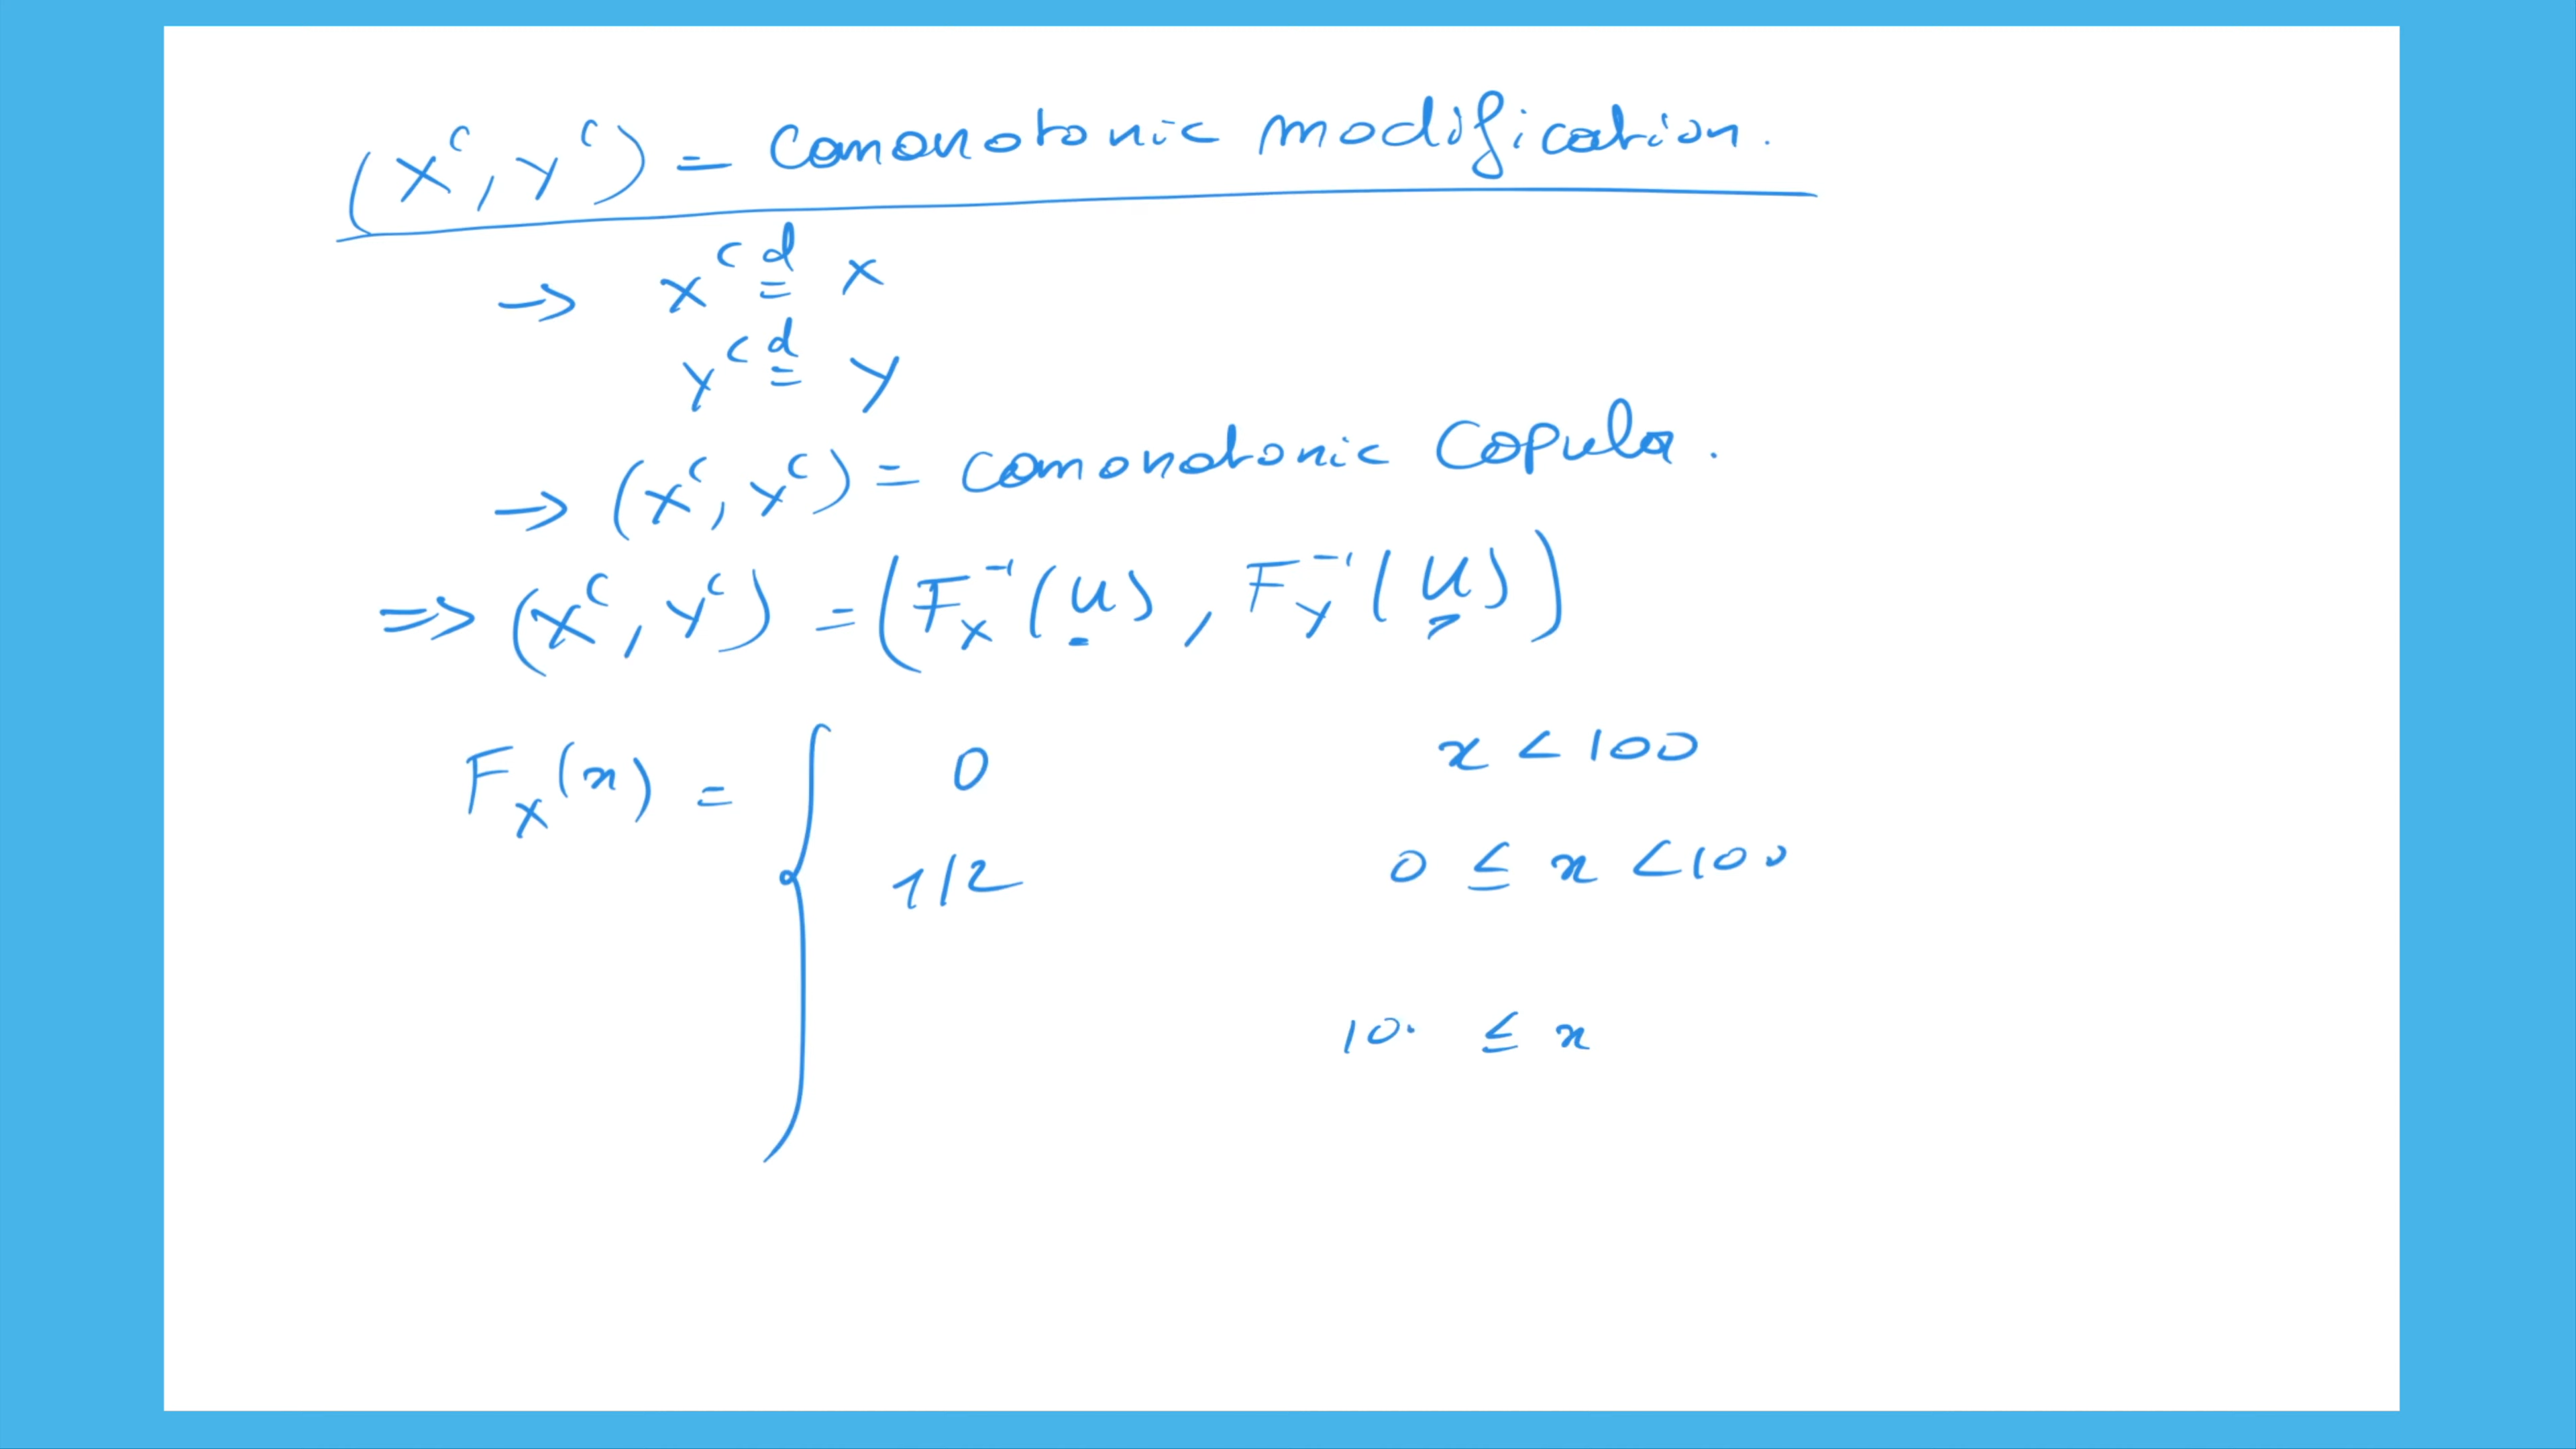 (X^c, Y^c) = Comonotonic modification.
→ X^c =^d X
Y^c =^d Y
→ (X^c, Y^c) = comonotonic Copula.
⇒ (X^c, Y^c) = (F_X^{-1}(U), F_Y^{-1}(U))
F_X(x) = { 0 x < 100
1/2 0 ≤ x < 100
100 ≤ x